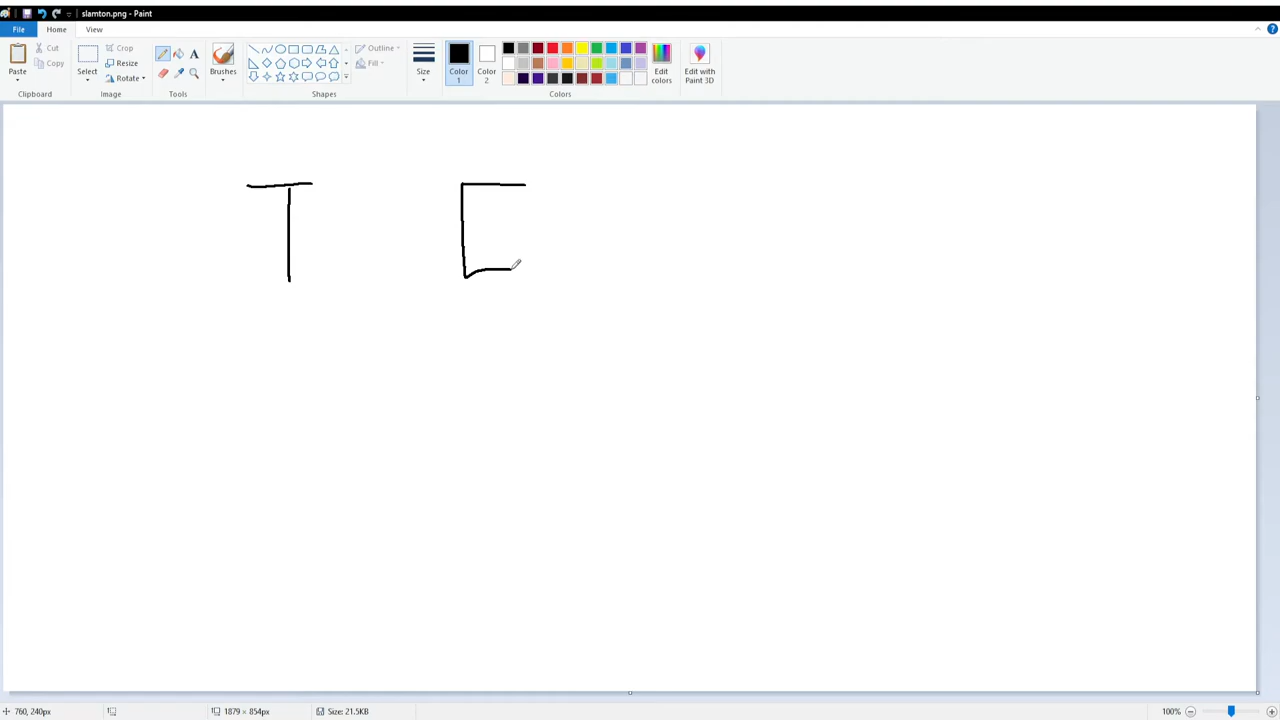 slamton.png - Paint
File Home View
Paste Cut Copy Select Crop Resize Rotate Brushes Outline Fill Size Color 1 Color 2 Edit colors Edit with Paint 3D
Clipboard Image Tools Shapes Colors
T E
760, 240px 1879 × 854px Size: 21.5KB 100%